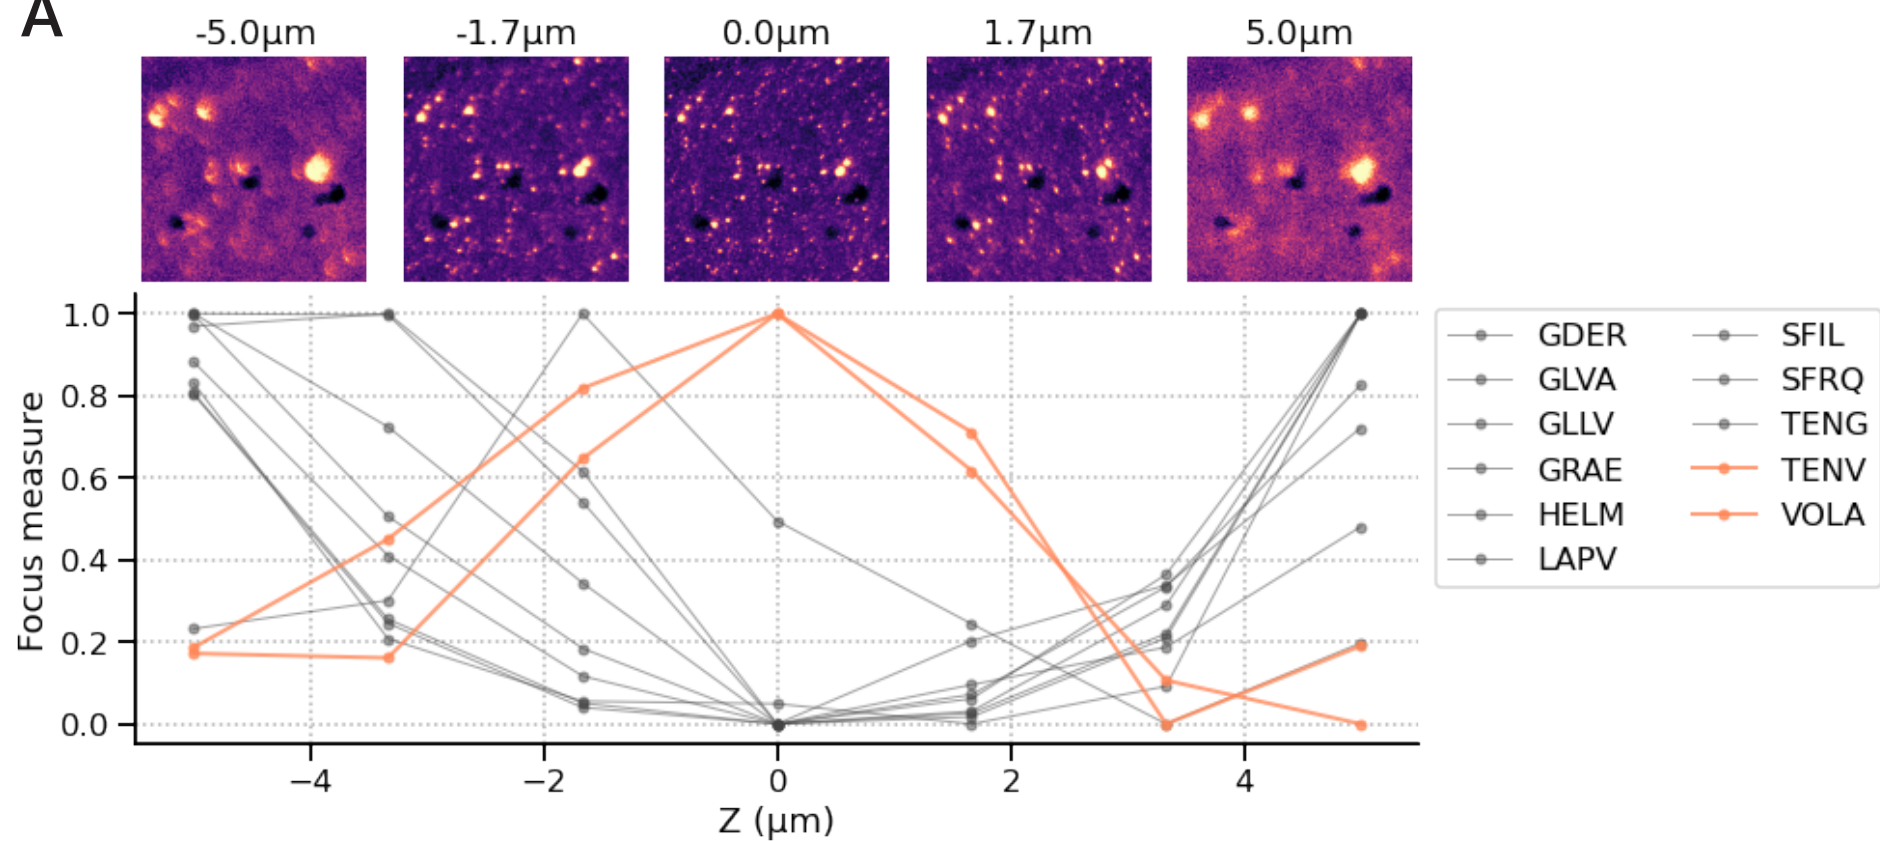 A
-5.0μm -1.7μm 0.0μm 1.7μm 5.0μm
1.0
0.8
0.6
0.4
0.2
0.0
Focus measure
−4 −2 0 2 4
Z (μm)
GDER SFIL
GLVA SFRQ
GLLV TENG
GRAE TENV
HELM VOLA
LAPV